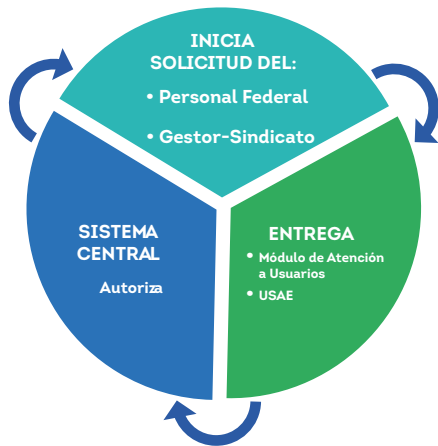 INICIA
SOLICITUD DEL:
• Personal Federal
• Gestor-Sindicato
ENTREGA
• Módulo de Atención
a Usuarios
• USAE
SISTEMA
CENTRAL
Autoriza